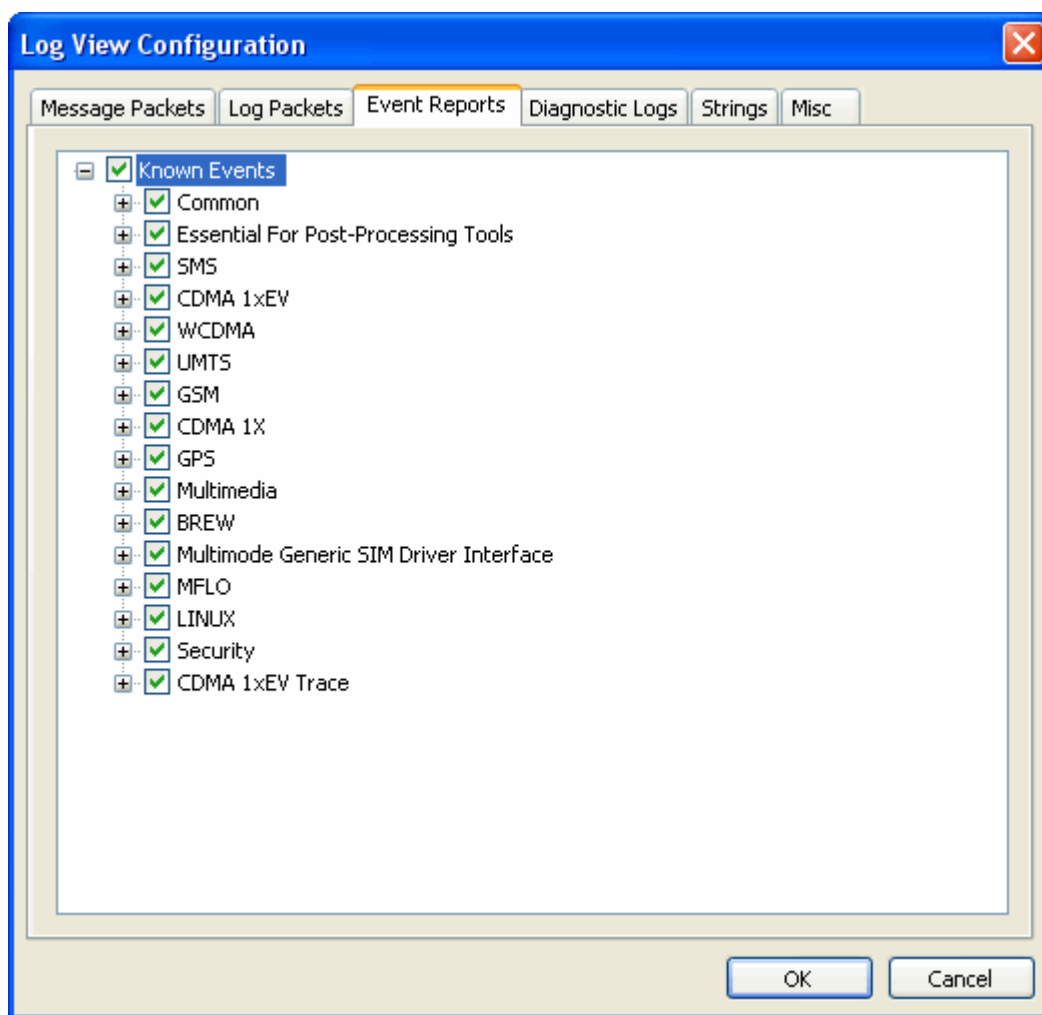 Log View Configuration
Message Packets Log Packets Event Reports Diagnostic Logs Strings Misc
Known Events
Common
Essential For Post-Processing Tools
SMS
CDMA 1xEV
WCDMA
UMTS
GSM
CDMA 1X
GPS
Multimedia
BREW
Multimode Generic SIM Driver Interface
MFLO
LINUX
Security
CDMA 1xEV Trace
OK Cancel